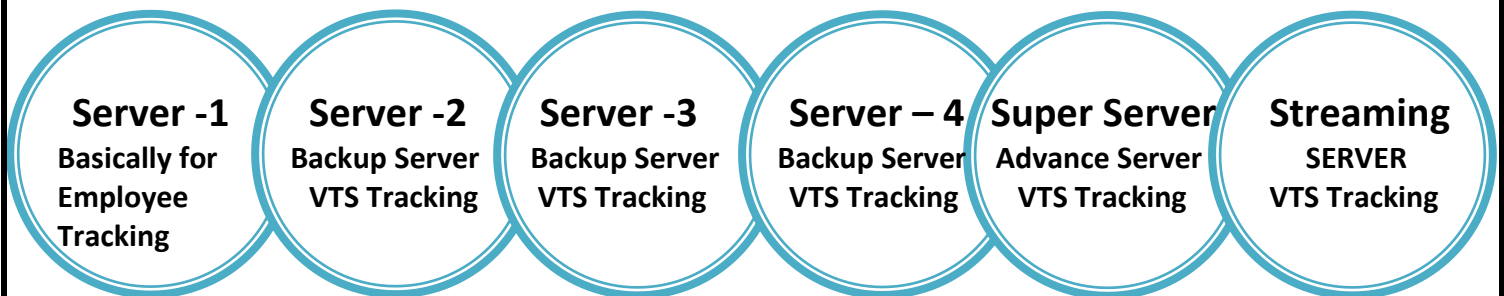 Server -1
Basically for
Employee
Tracking
Server -2
Backup Server
VTS Tracking
Server -3
Backup Server
VTS Tracking
Server – 4
Backup Server
VTS Tracking
Super Server
Advance Server
VTS Tracking
Streaming
SERVER
VTS Tracking